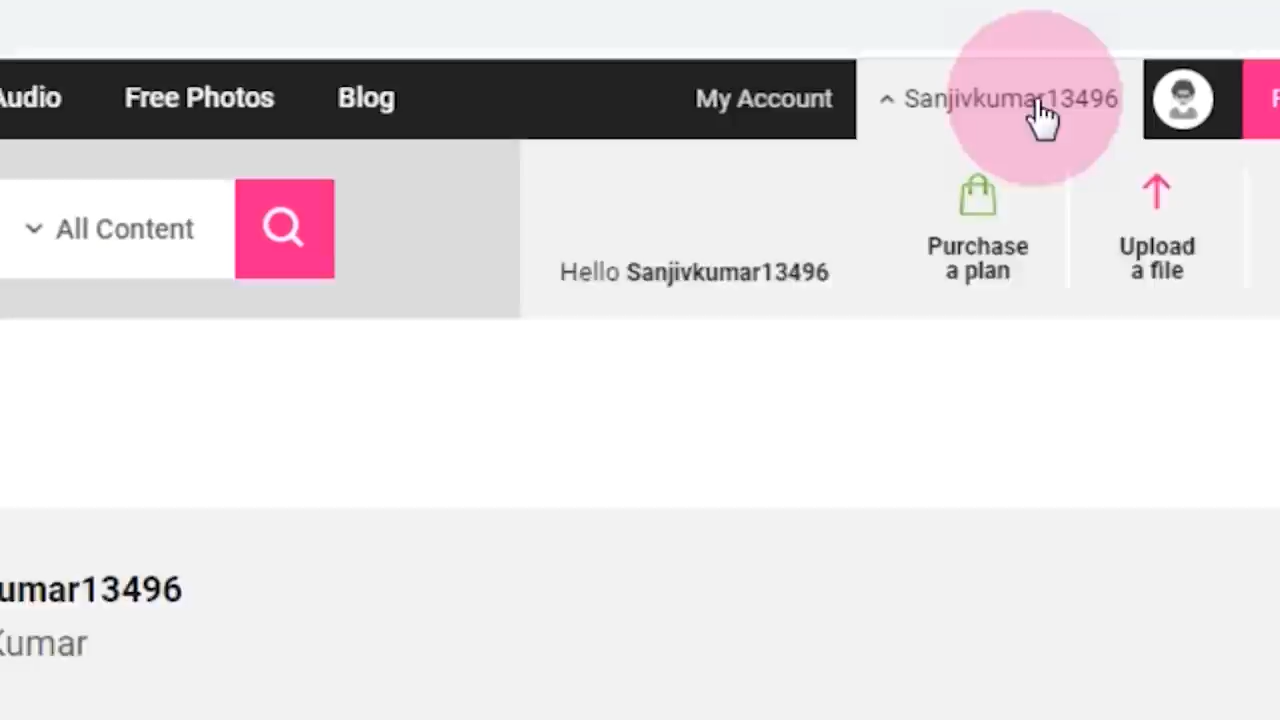 Audio Free Photos Blog My Account Sanjivkumar13496
All Content
Hello Sanjivkumar13496
Purchase
a plan
Upload
a file
umar13496
Kumar